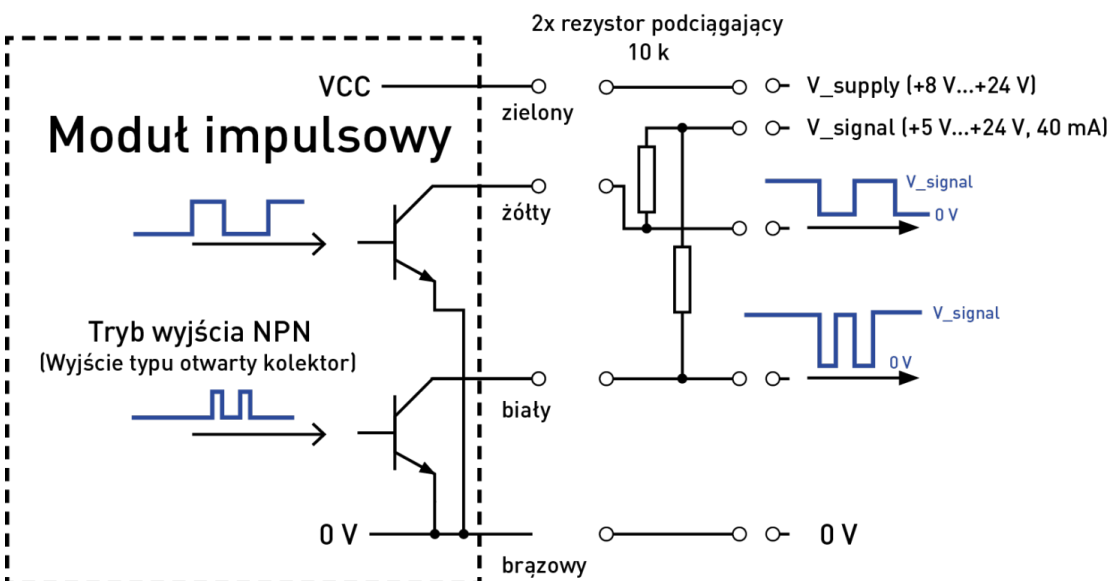 2x rezystor podciągający
10 k
VCC
zielony
V_supply (+8 V...+24 V)
Moduł impulsowy
V_signal (+5 V...+24 V, 40 mA)
żółty
V_signal
0 V
Tryb wyjścia NPN
(Wyjście typu otwarty kolektor)
biały
V_signal
0 V
0 V
brązowy
0 V